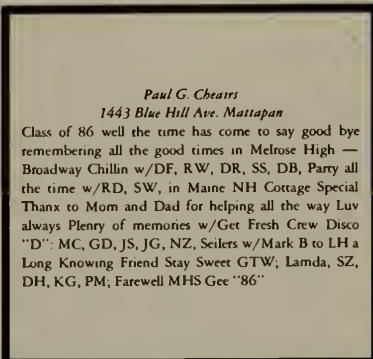 Paul G. Cheatrs
1443 Blue Hill Ave. Mattapan
Class of 86 well the time has come to say good bye
remembering all the good times in Melrose High —
Broadway Chillin w/DF, RW, DR, SS, DB, Party all
the time w/RD, SW, in Maine NH Cottage Special
Thanx to Mom and Dad for helping all the way Luv
always Plenry of memories w/Get Fresh Crew Disco
"D": MC, GD, JS, JG, NZ, Seilers w/Mark B to LH a
Long Knowing Friend Stay Sweet GTW; Lamda, SZ,
DH, KG, PM; Farewell MHS Gee "86"